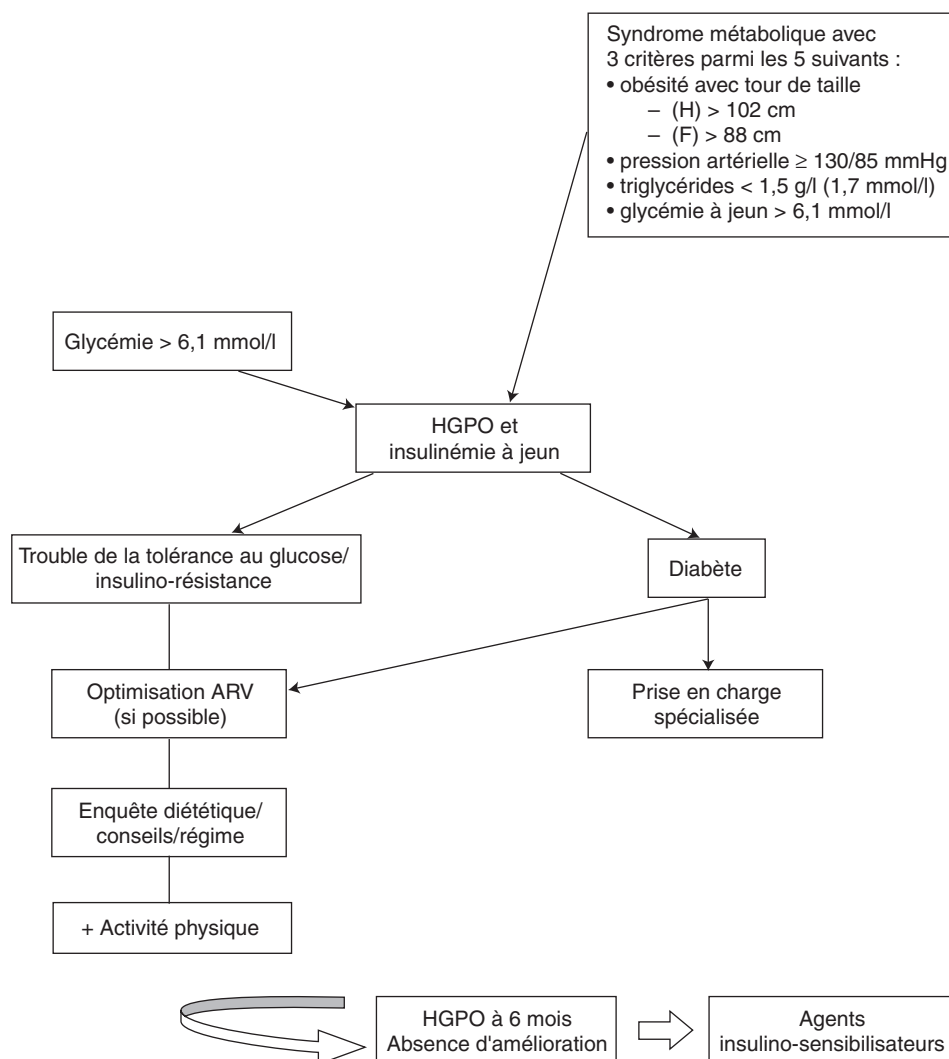 Syndrome métabolique avec
3 critères parmi les 5 suivants :
• obésité avec tour de taille
– (H) > 102 cm
– (F) > 88 cm
• pression artérielle ≥ 130/85 mmHg
• triglycérides < 1,5 g/l (1,7 mmol/l)
• glycémie à jeun > 6,1 mmol/l
Glycémie > 6,1 mmol/l
HGPO et
insulinémie à jeun
Trouble de la tolérance au glucose/
insulino-résistance
Diabète
Optimisation ARV
(si possible)
Prise en charge
spécialisée
Enquête diététique/
conseils/régime
+ Activité physique
HGPO à 6 mois
Absence d'amélioration
Agents
insulino-sensibilisateurs